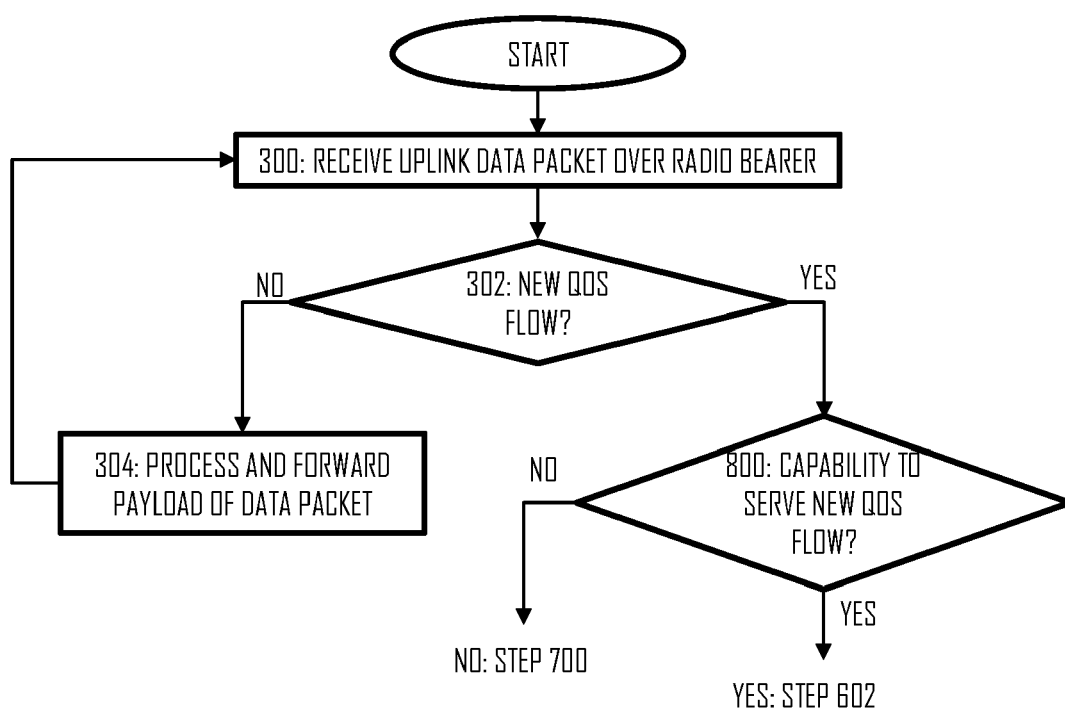 START
300: RECEIVE UPLINK DATA PACKET OVER RADIO BEARER
NO
302: NEW QOS
FLOW?
YES
304: PROCESS AND FORWARD
PAYLOAD OF DATA PACKET
NO
800: CAPABILITY TO
SERVE NEW QOS
FLOW?
YES
NO: STEP 700
YES: STEP 602